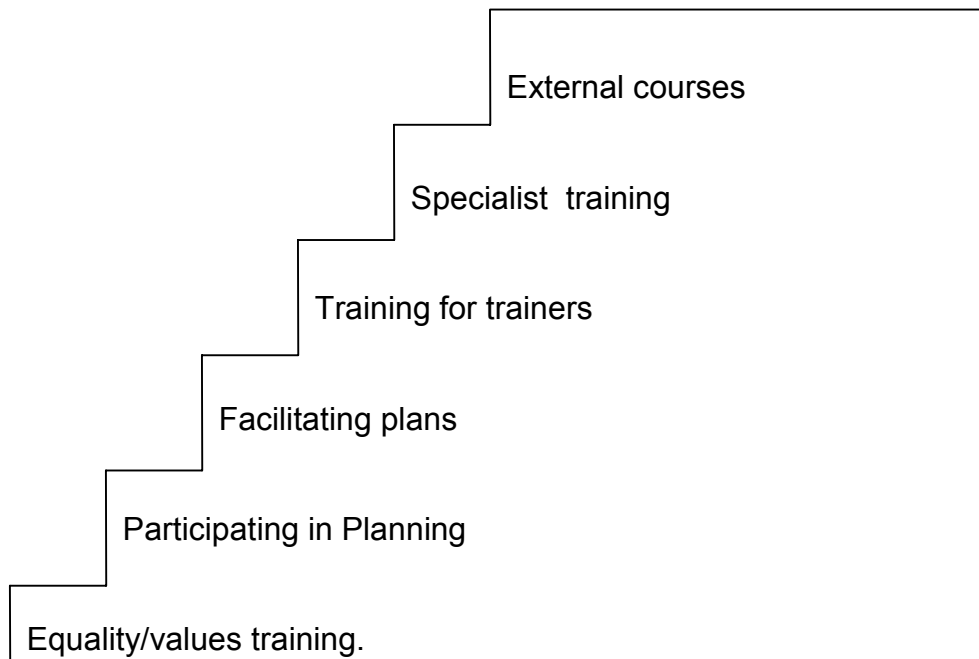 External courses
Specialist  training
Training for trainers
Facilitating plans
Participating in Planning
Equality/values training.